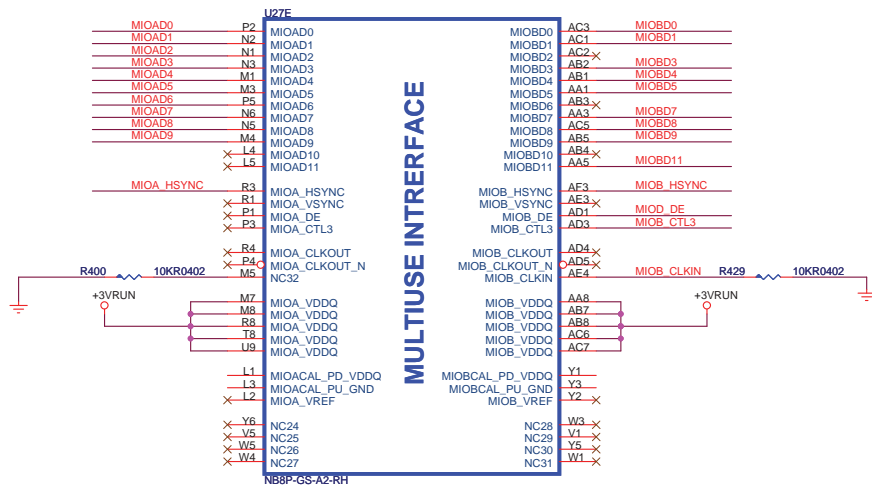 U27E
MIOAD0 P2 MIOAD0 MIOBD0 AC3 MIOBD0
MIOAD1 N2 MIOAD1 MIOBD1 AC1 MIOBD1
MIOAD2 N1 MIOAD2 MIOBD2 AC2
MIOAD3 N3 MIOAD3 MIOBD3 AB2 MIOBD3
MIOAD4 M1 MIOAD4 MIOBD4 AB1 MIOBD4
MIOAD5 M3 MIOAD5 MIOBD5 AA1 MIOBD5
MIOAD6 P5 MIOAD6 MIOBD6 AB3
MIOAD7 N6 MIOAD7 MIOBD7 AA3 MIOBD7
MIOAD8 N5 MIOAD8 MIOBD8 AC5 MIOBD8
MIOAD9 M4 MIOAD9 MIOBD9 AB5 MIOBD9
L4 MIOAD10 MIOBD10 AB4
L5 MIOAD11 MIOBD11 AA5 MIOBD11
MIOA_HSYNC R3 MIOA_HSYNC MIOB_HSYNC AF3 MIOB_HSYNC
R1 MIOA_VSYNC MIOB_VSYNC AE3
P1 MIOA_DE MIOB_DE AD1 MIOD_DE
P3 MIOA_CTL3 MIOB_CTL3 AD3 MIOB_CTL3
R4 MIOA_CLKOUT MIOB_CLKOUT AD4
P4 MIOA_CLKOUT_N MIOB_CLKOUT_N AD5
R400 10KR0402 M5 NC32 MIOB_CLKIN AE4 MIOB_CLKIN R429 10KR0402
MULTIUSE INTRERFACE
+3VRUN M7 MIOA_VDDQ MIOB_VDDQ AA8 +3VRUN
M8 MIOA_VDDQ MIOB_VDDQ AB7
R8 MIOA_VDDQ MIOB_VDDQ AB8
T8 MIOA_VDDQ MIOB_VDDQ AC6
U9 MIOA_VDDQ MIOB_VDDQ AC7
L1 MIOACAL_PD_VDDQ MIOBCAL_PD_VDDQ Y1
L3 MIOACAL_PU_GND MIOBCAL_PU_GND Y3
L2 MIOA_VREF MIOB_VREF Y2
Y6 NC24 NC28 W3
V5 NC25 NC29 V1
W5 NC26 NC30 Y5
W4 NC27 NC31 W1
NB8P-GS-A2-RH